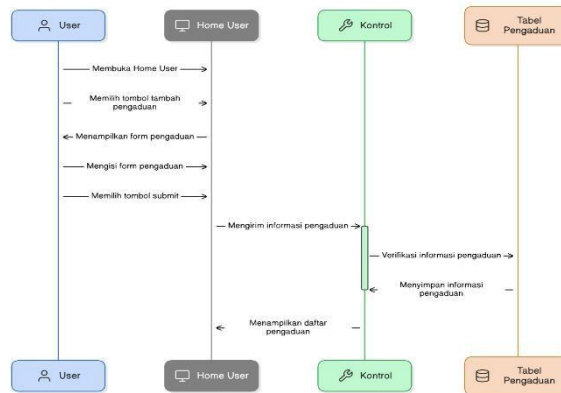 User
Home User
Kontrol
Tabel
Pengaduan
Membuka Home User
Memilih tombol tambah
pengaduan
Menampilkan form pengaduan
Mengisi form pengaduan
Memilih tombol submit
Mengirim informasi pengaduan
Verifikasi informasi pengaduan
Menyimpan informasi
pengaduan
Menampilkan daftar
pengaduan
User
Home User
Kontrol
Tabel
Pengaduan